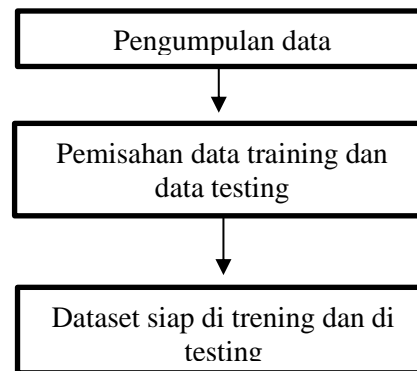 Pengumpulan data
Pemisahan data training dan
data testing
Dataset siap di trening dan di
testing